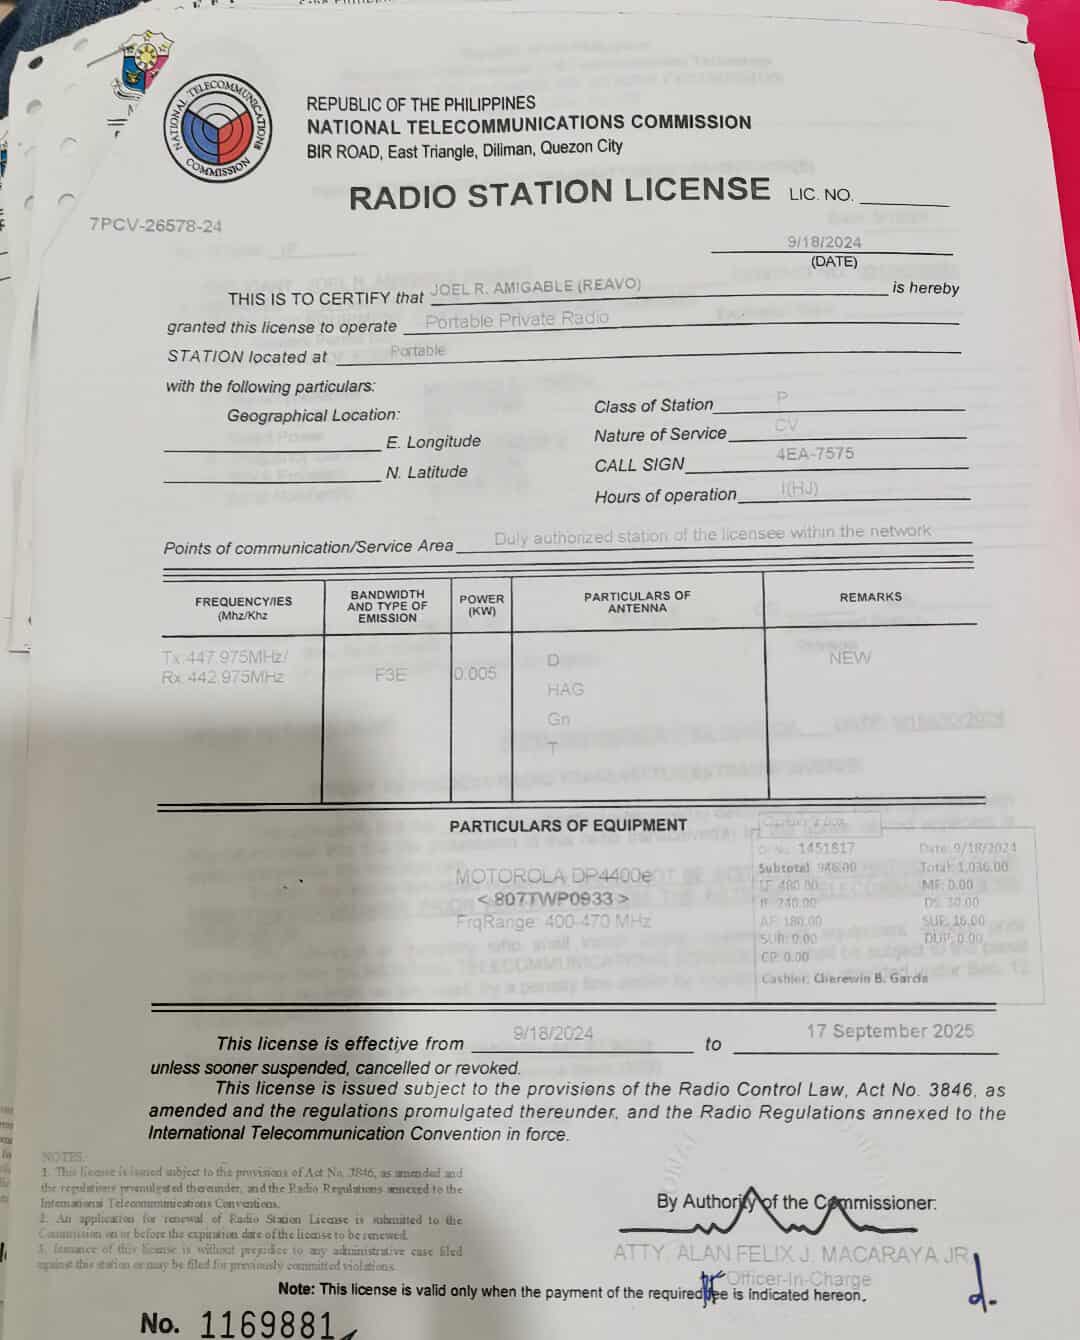 NATIONAL TELECOMMUNICATIONS COMMISSION
REPUBLIC OF THE PHILIPPINES
NATIONAL TELECOMMUNICATIONS COMMISSION
BIR ROAD, East Triangle, Diliman, Quezon City
RADIO STATION LICENSE LIC. NO.
7PCV-26578-24
9/18/2024
(DATE)
THIS IS TO CERTIFY that JOEL R. AMIGABLE (REAVO) is hereby
granted this license to operate Portable Private Radio
STATION located at Portable
with the following particulars:
Geographical Location:
E. Longitude
N. Latitude
Class of Station P
Nature of Service CV
CALL SIGN 4EA-7575
Hours of operation I(HJ)
Points of communication/Service Area Duly authorized station of the licensee within the network
FREQUENCY/IES (Mhz/Khz
BANDWIDTH AND TYPE OF EMISSION
POWER (KW)
PARTICULARS OF ANTENNA
REMARKS
Tx:447.975MHz/
Rx:442.975MHz
F3E
0.005
D
HAG
Gn
T
NEW
PARTICULARS OF EQUIPMENT
MOTOROLA DP4400e
< 807TWP0933 >
FrqRange: 400-470 MHz
Or No. 1451817 Date: 9/18/2024
Subtotal 946.00 Total: 1,036.00
LF 480.00 MF: 0.00
IF 240.00 DS: 30.00
AF: 180.00 SUF: 16.00
SUR: 0.00 DUP: 0.00
CP: 0.00
Cashier: Cherewin B. Garda
This license is effective from 9/18/2024 to 17 September 2025
unless sooner suspended, cancelled or revoked.
This license is issued subject to the provisions of the Radio Control Law, Act No. 3846, as
amended and the regulations promulgated thereunder, and the Radio Regulations annexed to the
International Telecommunication Convention in force.
NOTES:
1. This license is issued subject to the provisions of Act No. 3846, as amended and
the regulations promulgated thereunder, and the Radio Regulations annexed to the
International Telecommunications Conventions.
2. An application for renewal of Radio Station License is submitted to the
Commission on or before the expiration date of the license to be renewed.
3. Issuance of this license is without prejudice to any administrative case filed
against this station or may be filed for previously committed violations.
By Authority of the Commissioner:
ATTY. ALAN FELIX J. MACARAYA JR
Officer-In-Charge
Note: This license is valid only when the payment of the required fee is indicated hereon.
No. 1169881